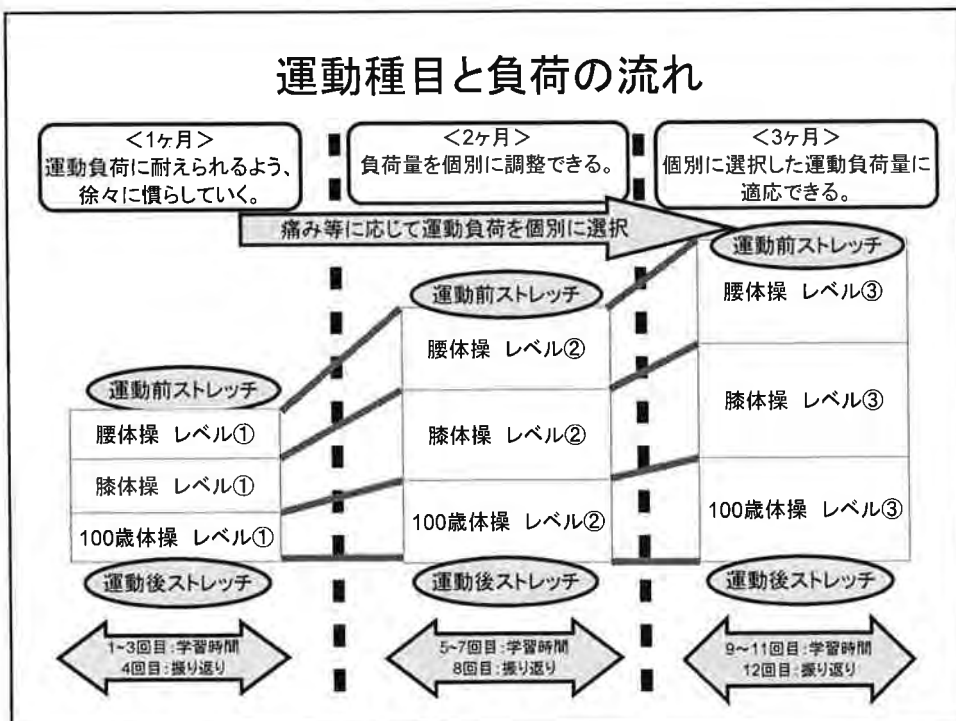 運動種目と負荷の流れ
<1ヶ月>
運動負荷に耐えられるよう、
徐々に慣らしていく。
<2ヶ月>
負荷量を個別に調整できる。
<3ヶ月>
個別に選択した運動負荷量に
適応できる。
痛み等に応じて運動負荷を個別に選択
運動前ストレッチ
腰体操 レベル①
膝体操 レベル①
100歳体操 レベル①
運動後ストレッチ
1~3回目:学習時間
4回目:振り返り
運動前ストレッチ
腰体操 レベル②
膝体操 レベル②
100歳体操 レベル②
運動後ストレッチ
5~7回目:学習時間
8回目:振り返り
運動前ストレッチ
腰体操 レベル③
膝体操 レベル③
100歳体操 レベル③
運動後ストレッチ
9~11回目:学習時間
12回目:振り返り